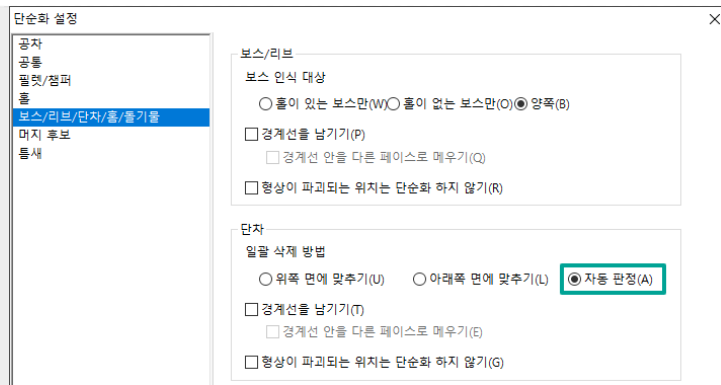 단순화 설정
공차
공통
필렛/챔퍼
홀
보스/리브/단차/홈/돌기물
머지 후보
틈새
보스/리브
보스 인식 대상
홀이 있는 보스만(W) 홀이 없는 보스만(O) 양쪽(B)
경계선을 남기기(P)
경계선 안을 다른 페이스로 메우기(Q)
형상이 파괴되는 위치는 단순화 하지 않기(R)
단차
일괄 삭제 방법
위쪽 면에 맞추기(U) 아래쪽 면에 맞추기(L) 자동 판정(A)
경계선을 남기기(T)
경계선 안을 다른 페이스로 메우기(E)
형상이 파괴되는 위치는 단순화 하지 않기(G)